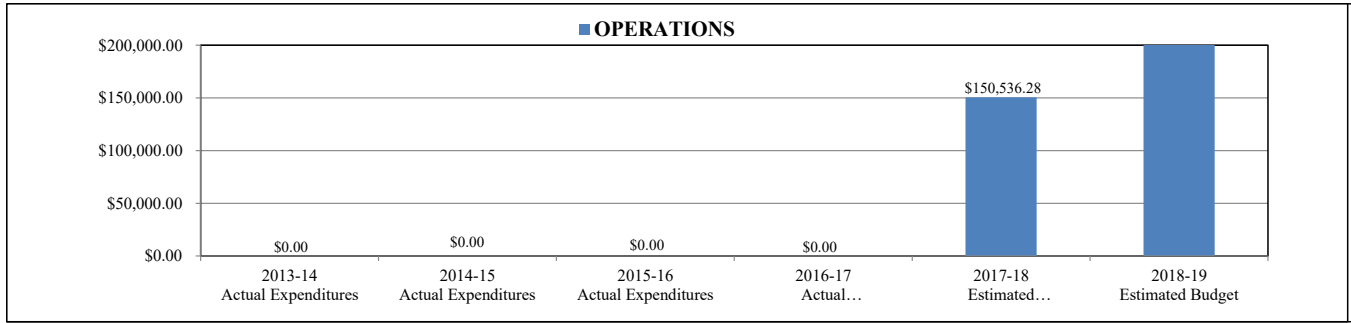 OPERATIONS
$200,000.00
$150,000.00
$100,000.00
$50,000.00
$0.00
$0.00
$0.00
$0.00
$0.00
$150,536.28
2013-14
Actual Expenditures
2014-15
Actual Expenditures
2015-16
Actual Expenditures
2016-17
Actual…
2017-18
Estimated…
2018-19
Estimated Budget